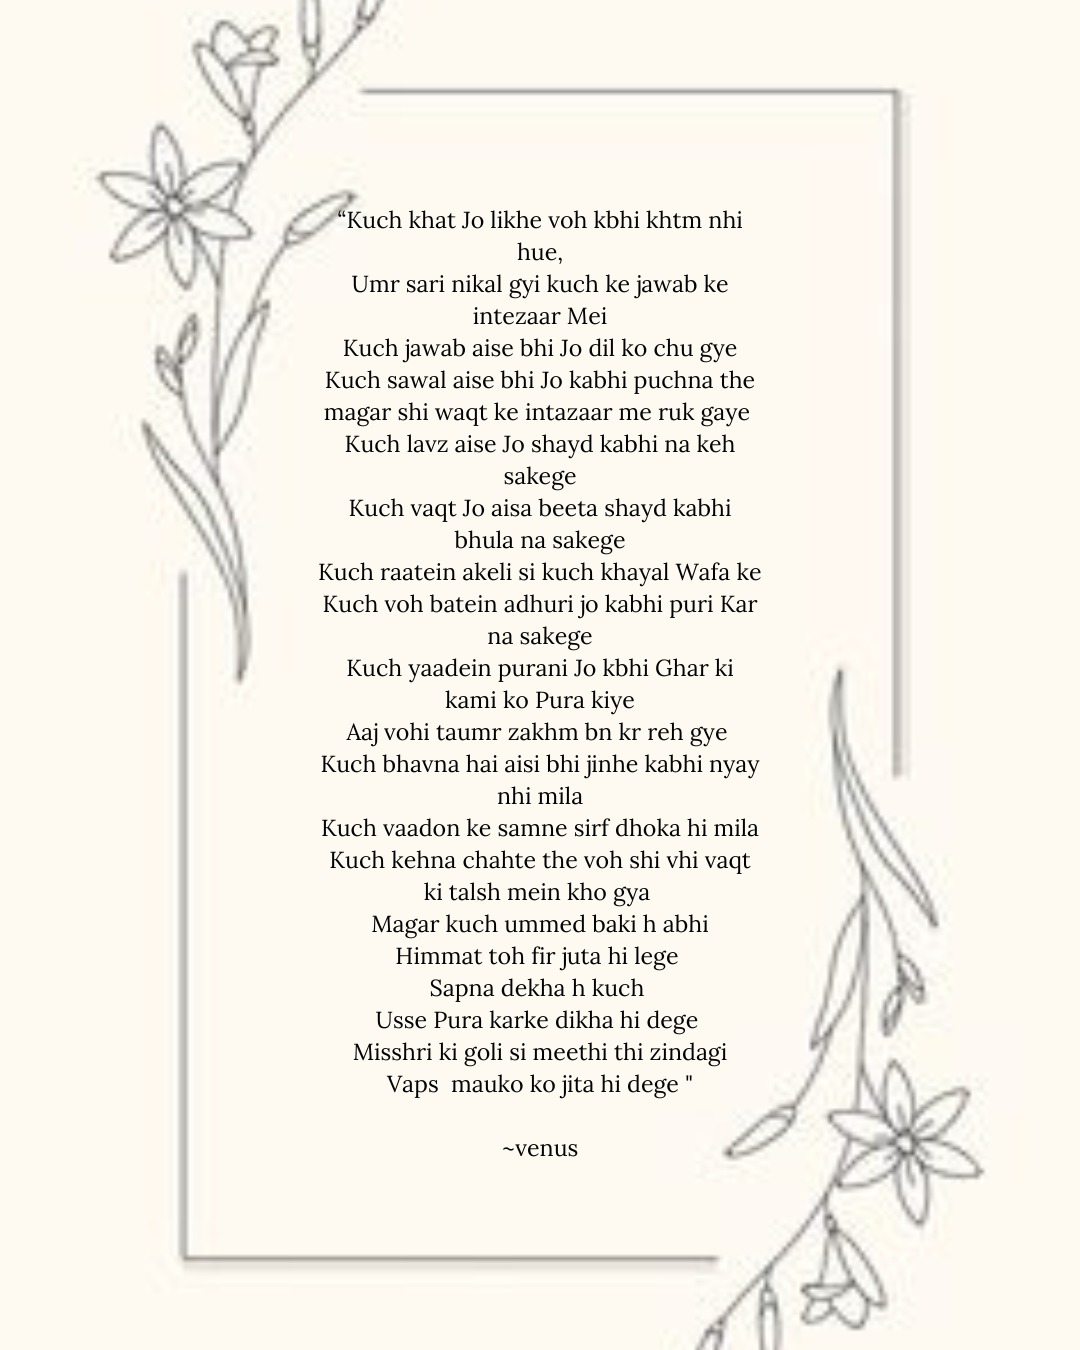 “Kuch khat Jo likhe voh kbhi khtm nhi
hue,
Umr sari nikal gyi kuch ke jawab ke
intezaar Mei
Kuch jawab aise bhi Jo dil ko chu gye
Kuch sawal aise bhi Jo kabhi puchna the
magar shi waqt ke intazaar me ruk gaye
Kuch lavz aise Jo shayd kabhi na keh
sakege
Kuch vaqt Jo aisa beeta shayd kabhi
bhula na sakege
Kuch raatein akeli si kuch khayal Wafa ke
Kuch voh batein adhuri jo kabhi puri Kar
na sakege
Kuch yaadein purani Jo kbhi Ghar ki
kami ko Pura kiye
Aaj vohi taumr zakhm bn kr reh gye
Kuch bhavna hai aisi bhi jinhe kabhi nyay
nhi mila
Kuch vaadon ke samne sirf dhoka hi mila
Kuch kehna chahte the voh shi vhi vaqt
ki talsh mein kho gya
Magar kuch ummed baki h abhi
Himmat toh fir juta hi lege
Sapna dekha h kuch
Usse Pura karke dikha hi dege
Misshri ki goli si meethi thi zindagi
Vaps  mauko ko jita hi dege "
~venus